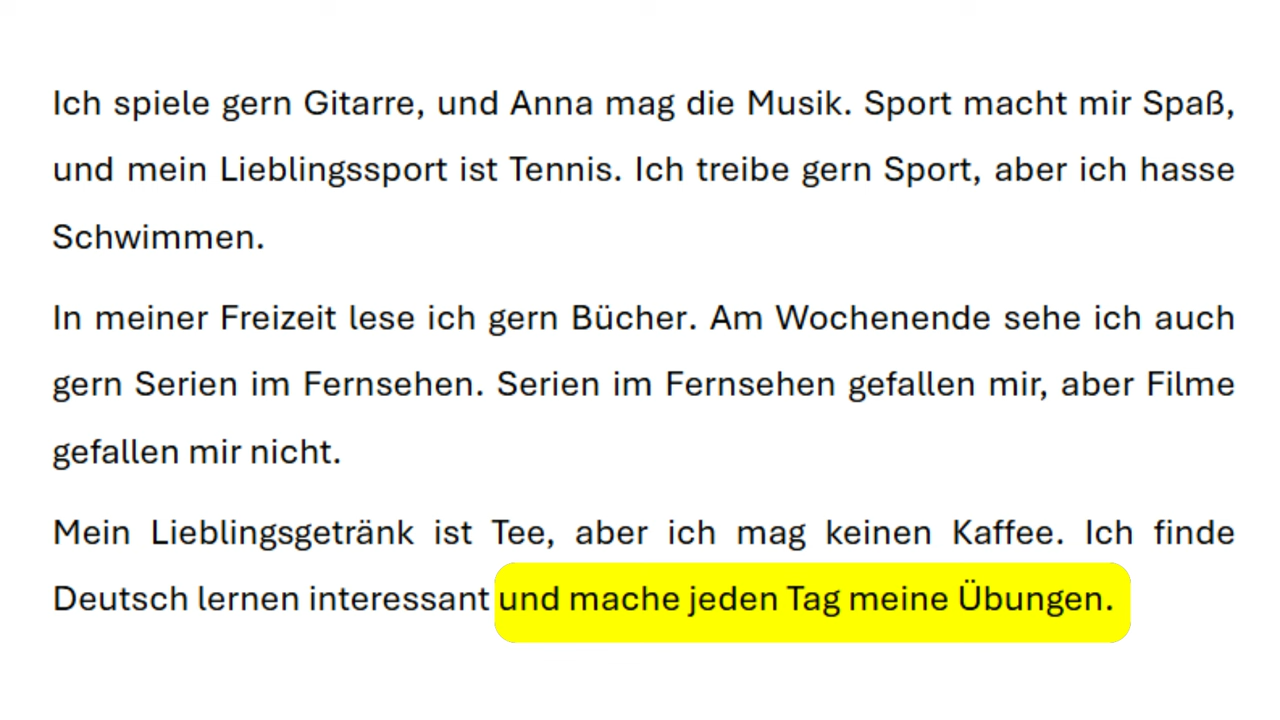 Ich spiele gern Gitarre, und Anna mag die Musik. Sport macht mir Spaß,
und mein Lieblingssport ist Tennis. Ich treibe gern Sport, aber ich hasse
Schwimmen.
In meiner Freizeit lese ich gern Bücher. Am Wochenende sehe ich auch
gern Serien im Fernsehen. Serien im Fernsehen gefallen mir, aber Filme
gefallen mir nicht.
Mein Lieblingsgetränk ist Tee, aber ich mag keinen Kaffee. Ich finde
Deutsch lernen interessant und mache jeden Tag meine Übungen.